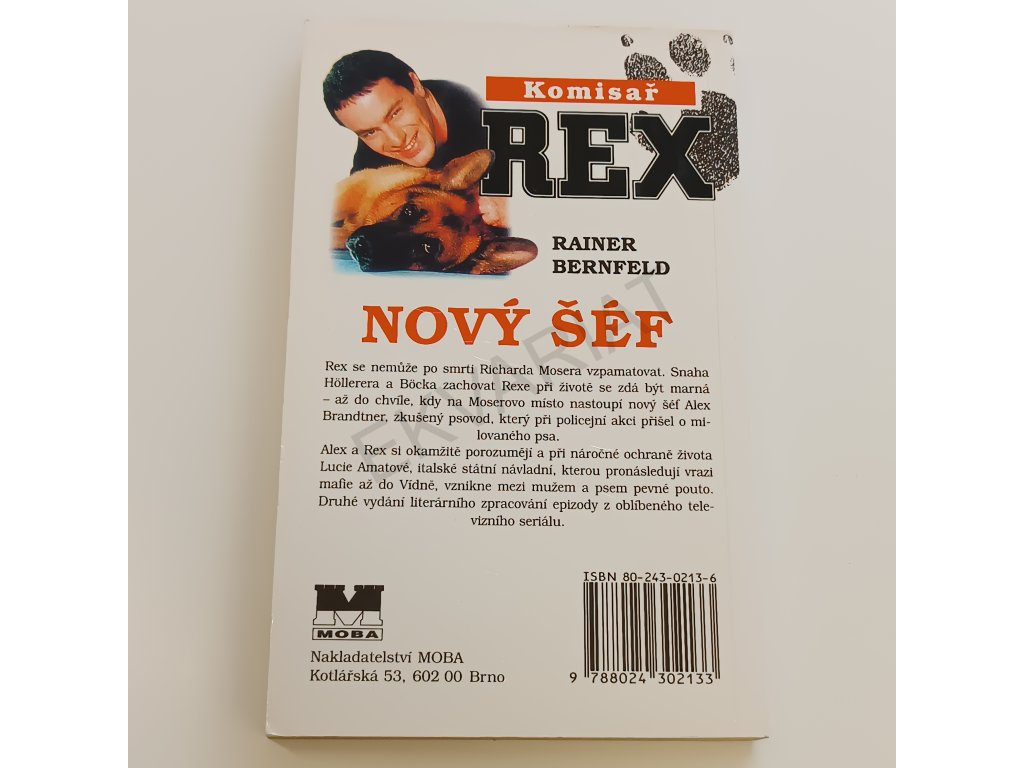 Komisař
REX
RAINER
BERNFELD
NOVÝ ŠÉF
Rex se nemůže po smrti Richarda Mosera vzpamatovat. Snaha
Höllerera a Böcka zachovat Rexe při životě se zdá být marná
– až do chvíle, kdy na Moserovo místo nastoupí nový šéf Alex
Brandtner, zkušený psovod, který při policejní akci přišel o mi-
lovaného psa.
Alex a Rex si okamžitě porozumějí a při náročné ochraně života
Lucie Amatové, italské státní návladní, kterou pronásledují vrazi
mafie až do Vídně, vznikne mezi mužem a psem pevné pouto.
Druhé vydání literárního zpracování epizody z oblíbeného tele-
vizního seriálu.
EKVARIAT
ISBN 80-243-0213-6
M
MOBA
Nakladatelství MOBA
Kotlářská 53, 602 00 Brno
9 788024 302133